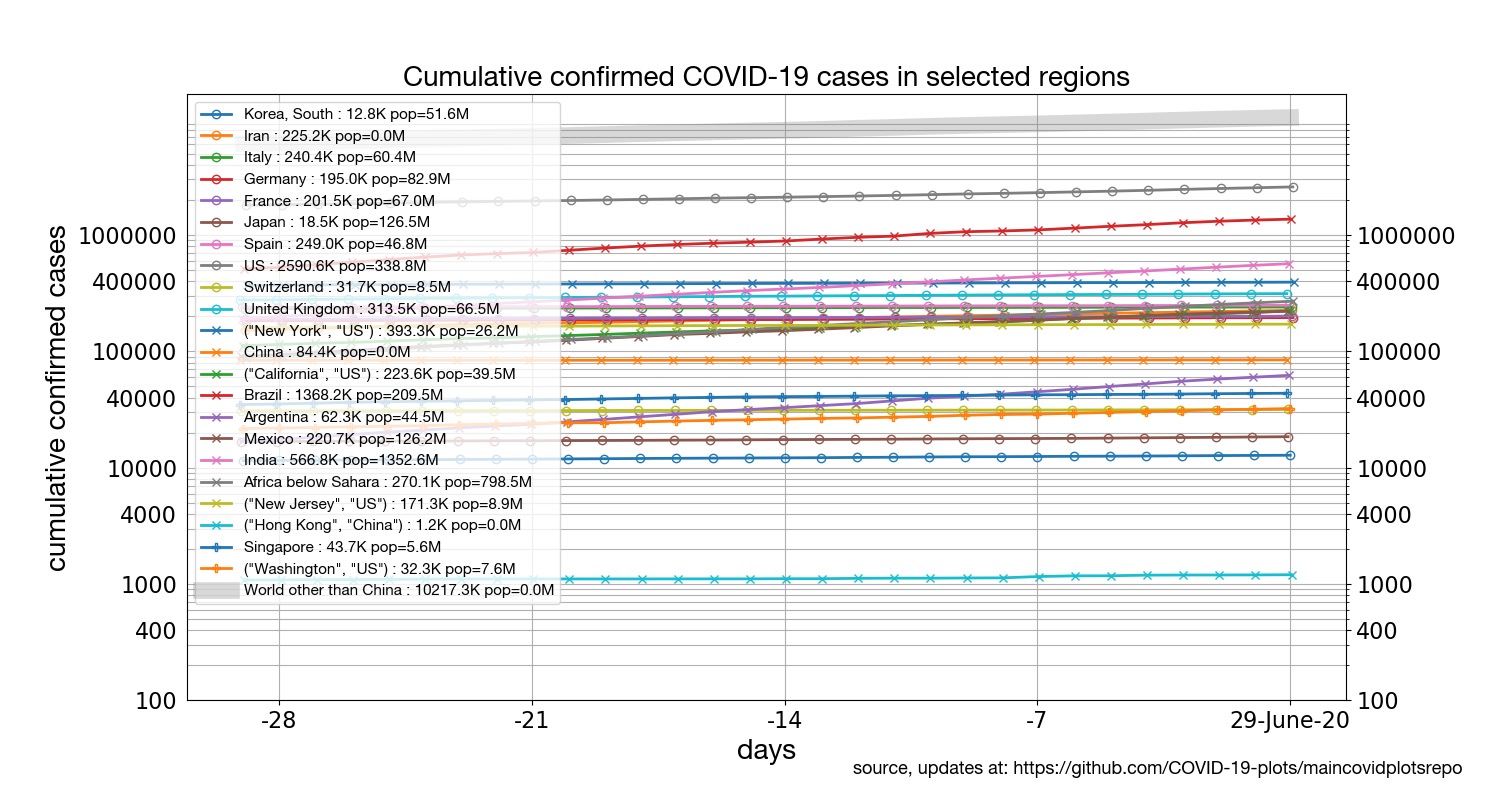 Cumulative confirmed COVID-19 cases in selected regions
Korea, South : 12.8K pop=51.6M
Iran : 225.2K pop=0.0M
Italy : 240.4K pop=60.4M
Germany : 195.0K pop=82.9M
France : 201.5K pop=67.0M
Japan : 18.5K pop=126.5M
Spain : 249.0K pop=46.8M
US : 2590.6K pop=338.8M
Switzerland : 31.7K pop=8.5M
United Kingdom : 313.5K pop=66.5M
("New York", "US") : 393.3K pop=26.2M
China : 84.4K pop=0.0M
("California", "US") : 223.6K pop=39.5M
Brazil : 1368.2K pop=209.5M
Argentina : 62.3K pop=44.5M
Mexico : 220.7K pop=126.2M
India : 566.8K pop=1352.6M
Africa below Sahara : 270.1K pop=798.5M
("New Jersey", "US") : 171.3K pop=8.9M
("Hong Kong", "China") : 1.2K pop=0.0M
Singapore : 43.7K pop=5.6M
("Washington", "US") : 32.3K pop=7.6M
World other than China : 10217.3K pop=0.0M
cumulative confirmed cases
1000000
400000
100000
40000
10000
4000
1000
400
100
1000000
400000
100000
40000
10000
4000
1000
400
100
-28
-21
-14
-7
29-June-20
days
source, updates at: https://github.com/COVID-19-plots/maincovidplotsrepo